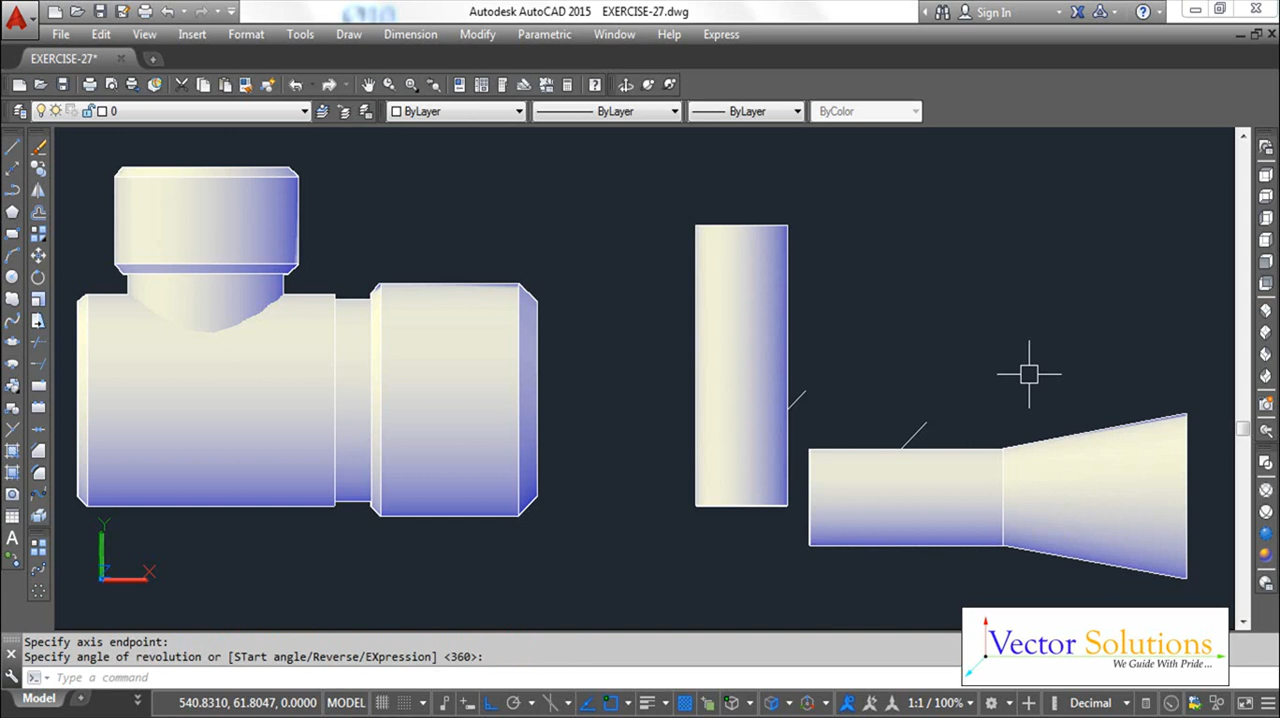 Autodesk AutoCAD 2015 EXERCISE-27.dwg
Sign In
File Edit View Insert Format Tools Draw Dimension Modify Parametric Window Help Express
EXERCISE-27*
0
ByLayer
ByLayer
ByLayer
ByColor
Y
X
Specify axis endpoint:
Specify angle of revolution or [STart angle/Reverse/EXpression] <360>:
Type a command
Vector Solutions
We Guide With Pride...
Model
540.8310, 61.8047, 0.0000 MODEL
1:1 / 100%
Decimal